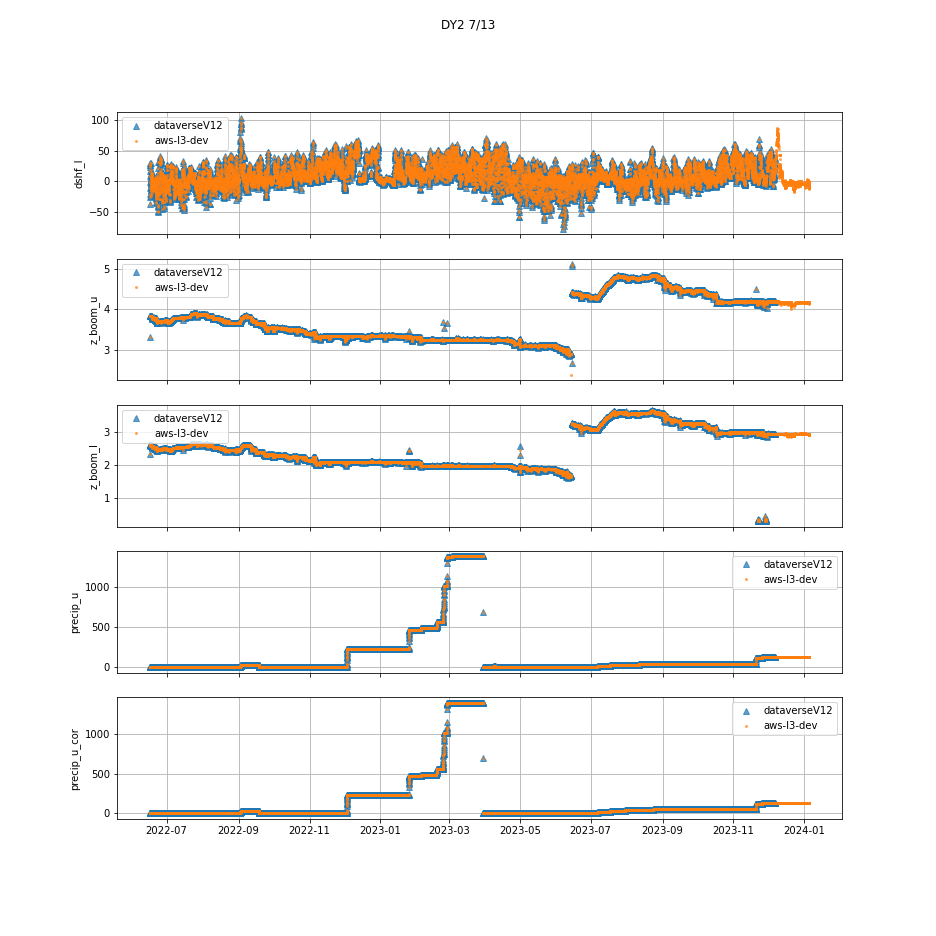 DY2 7/13
dshf_l
100
50
0
−50
dataverseV12
aws-l3-dev
z_boom_u
5
4
3
dataverseV12
aws-l3-dev
z_boom_l
3
2
1
dataverseV12
aws-l3-dev
precip_u
1000
500
0
dataverseV12
aws-l3-dev
precip_u_cor
1000
500
0
dataverseV12
aws-l3-dev
2022-07 2022-09 2022-11 2023-01 2023-03 2023-05 2023-07 2023-09 2023-11 2024-01